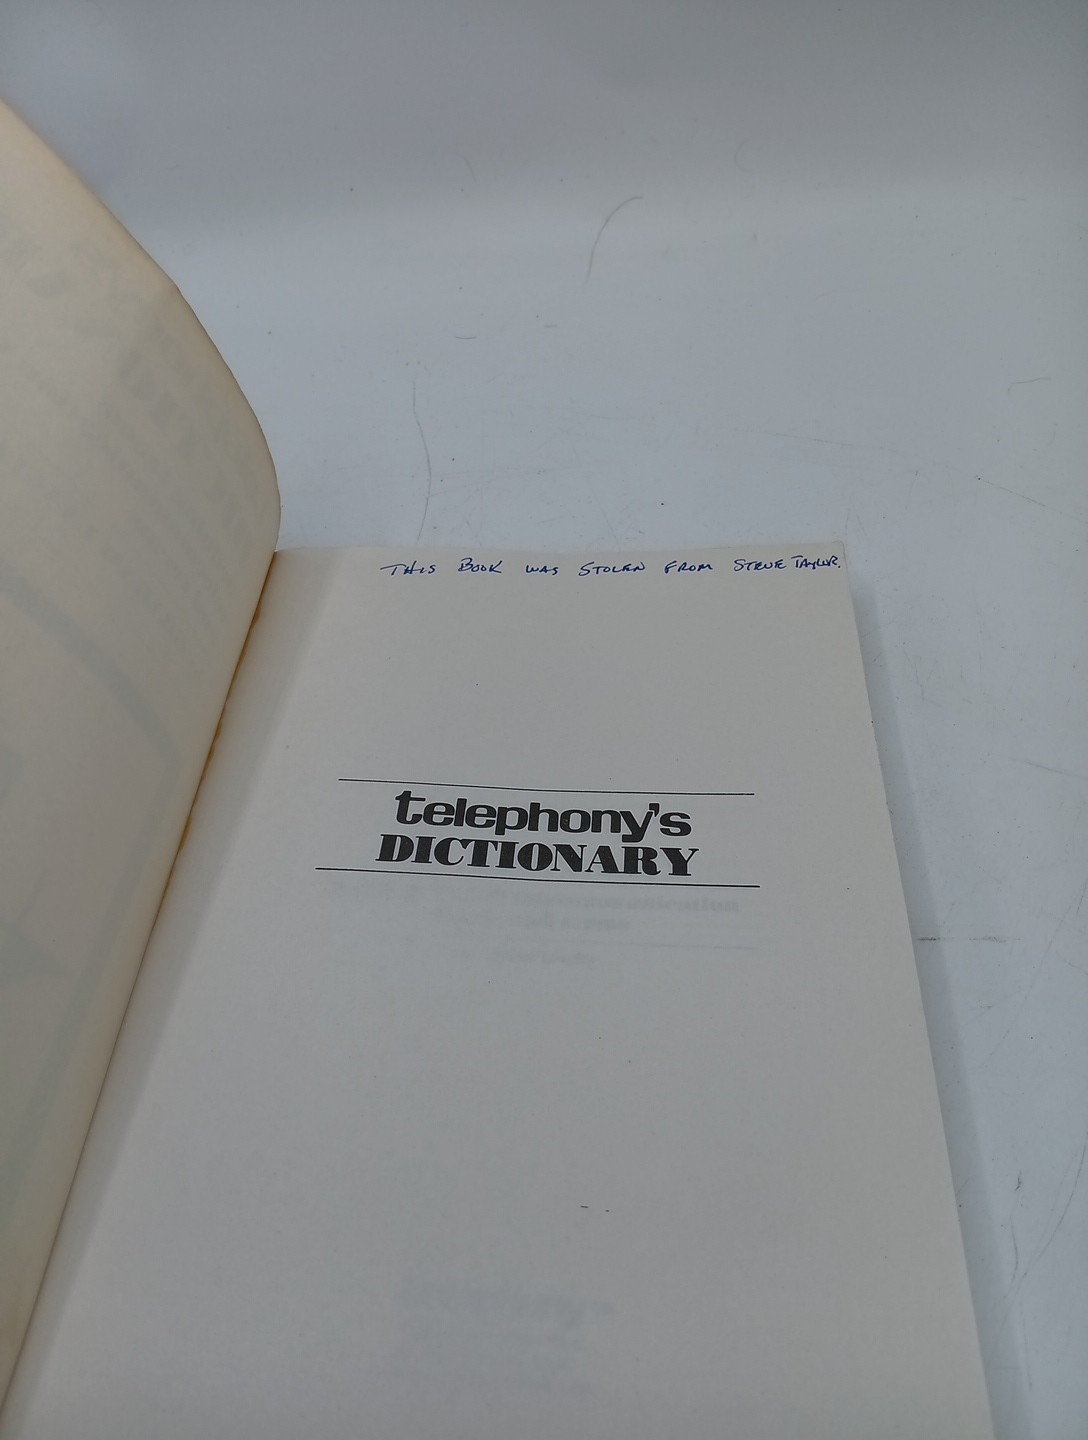 THIS BOOK WAS STOLEN FROM STEVE TAYLOR.
telephony's
DICTIONARY